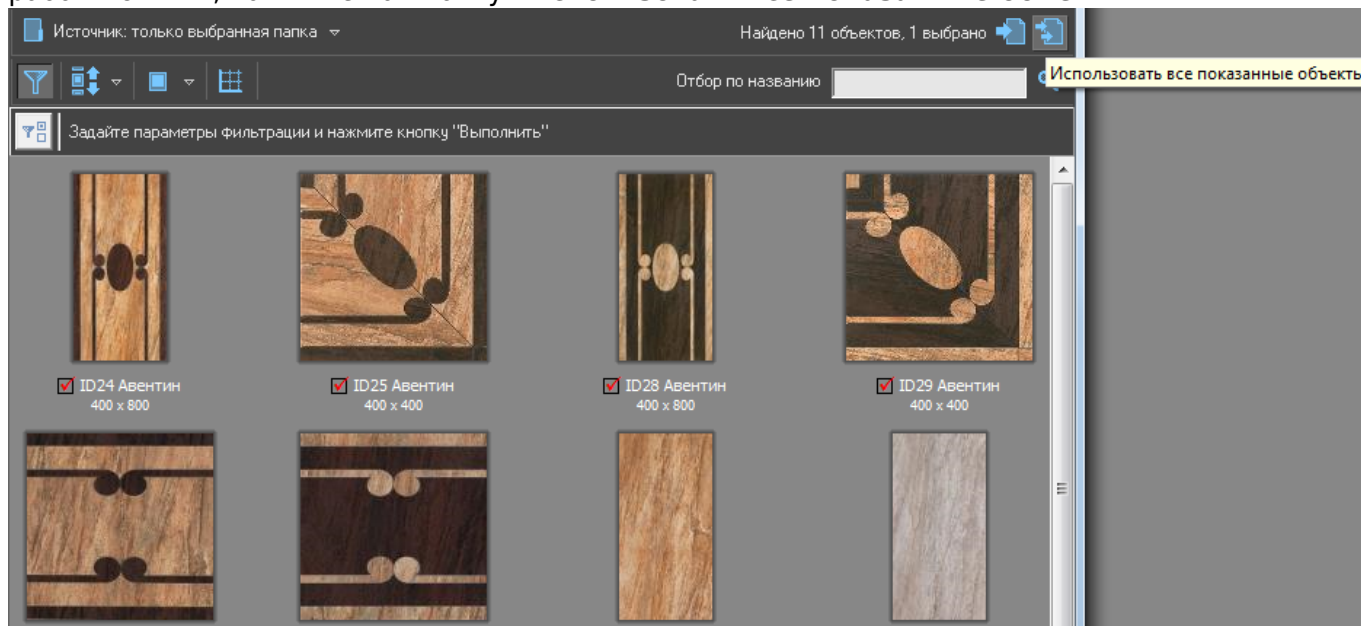 Источник: только выбранная папка
Найдено 11 объектов, 1 выбрано
Использовать все показанные объекты
Отбор по названию
Задайте параметры фильтрации и нажмите кнопку "Выполнить"
ID24 Авентин
400 x 800
ID25 Авентин
400 x 400
ID28 Авентин
400 x 800
ID29 Авентин
400 x 400